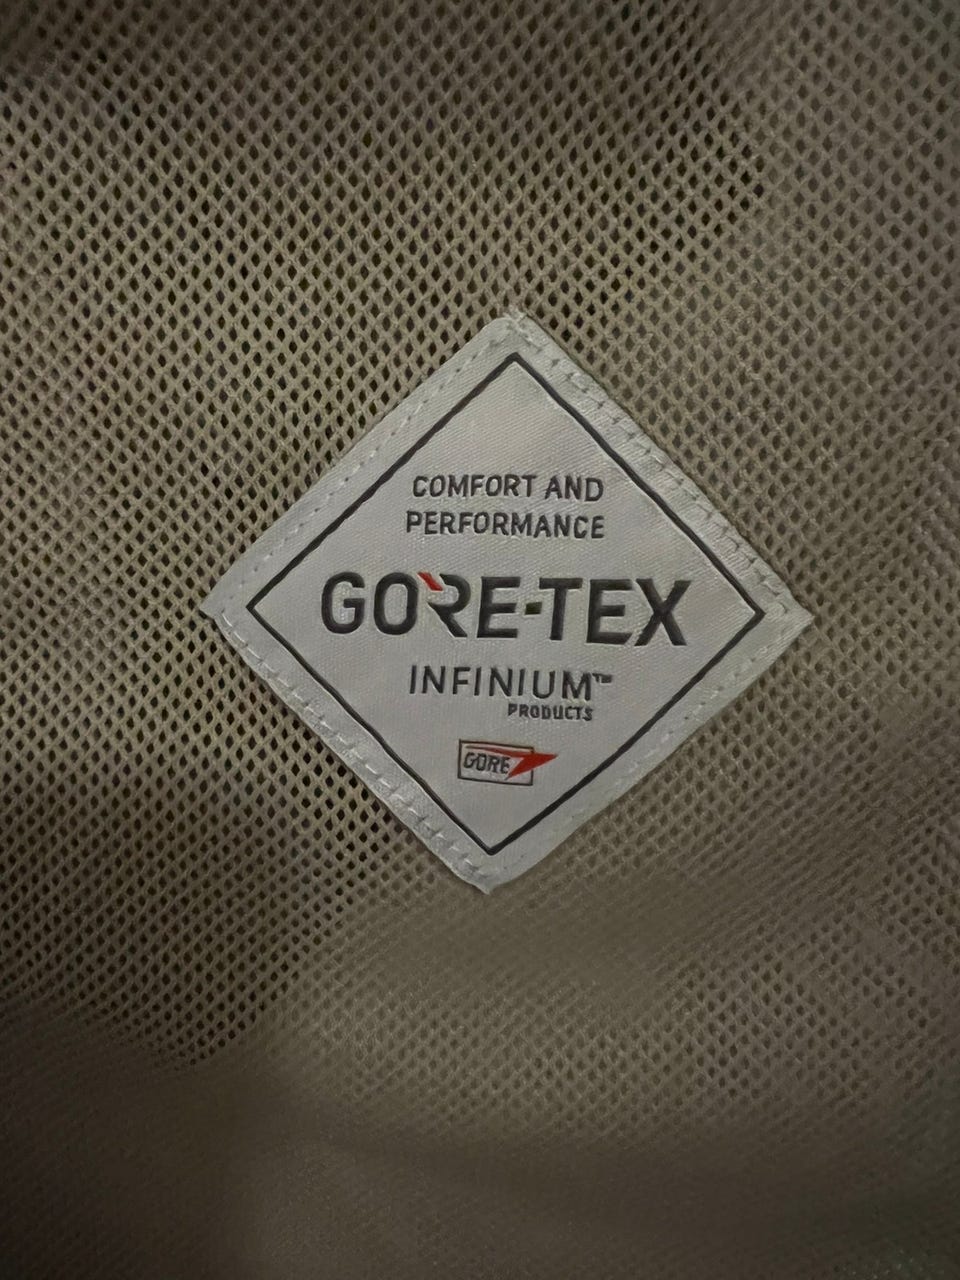 COMFORT AND
PERFORMANCE
GORE-TEX
INFINIUM™
PRODUCTS
GORE